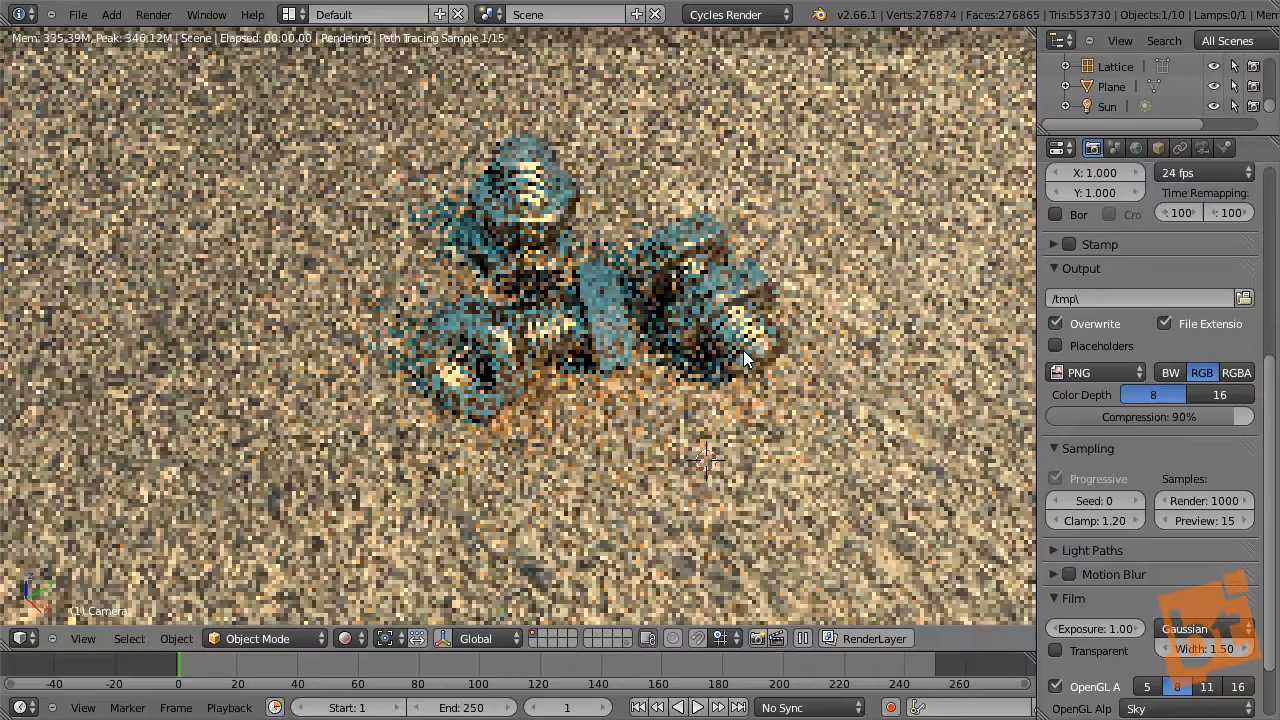 File Add Render Window Help Default Scene Cycles Render v2.66.1 | Verts:276874 | Faces:276865 | Tris:553730 | Objects:1/10 | Lamps:0/1 | Mem
Mem: 335.39M, Peak: 346.12M | Scene | Elapsed: 00:00.00 | Rendering | Path Tracing Sample 1/15
View Search All Scenes
Lattice
Plane
Sun
X: 1.000 24 fps
Y: 1.000 Time Remapping:
Bor Cro 100 100
Stamp
Output
/tmp\
Overwrite File Extensio
Placeholders
PNG BW RGB RGBA
Color Depth 8 16
Compression: 90%
Sampling
Progressive Samples:
Seed: 0 Render: 1000
Clamp: 1.20 Preview: 15
Light Paths
Motion Blur
Film
Exposure: 1.00 Gaussian
Transparent Width: 1.50
OpenGL A 5 8 11 16
OpenGL Alp Sky
(1) Camera
View Select Object Object Mode Global RenderLayer
-40 -20 0 20 40 60 80 100 120 140 160 180 200 220 240 260
View Marker Frame Playback Start: 1 End: 250 1 No Sync